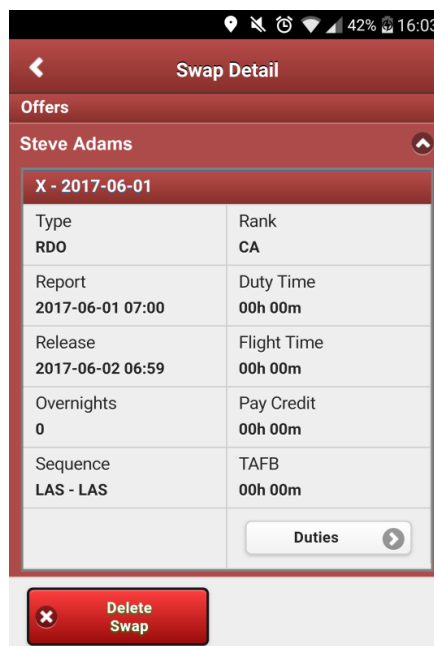 42% 16:03
Swap Detail
Offers
Steve Adams
X - 2017-06-01
Type Rank
RDO CA
Report Duty Time
2017-06-01 07:00 00h 00m
Release Flight Time
2017-06-02 06:59 00h 00m
Overnights Pay Credit
0 00h 00m
Sequence TAFB
LAS - LAS 00h 00m
Duties
Delete
Swap